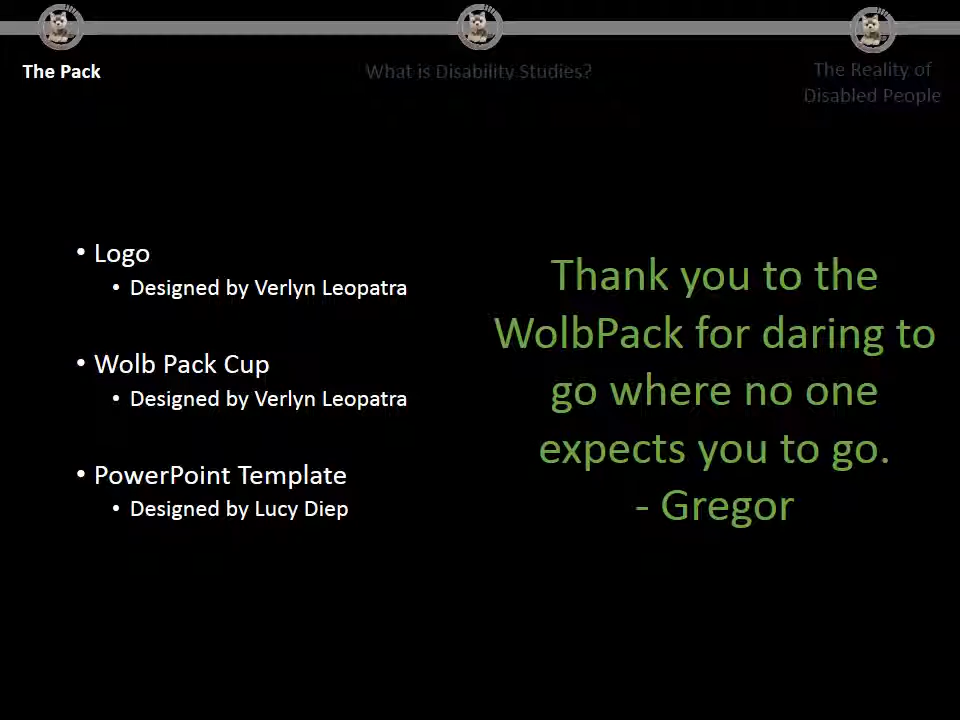 The Pack
What is Disability Studies?
The Reality of
Disabled People
• Logo
• Designed by Verlyn Leopatra
• Wolb Pack Cup
• Designed by Verlyn Leopatra
• PowerPoint Template
• Designed by Lucy Diep
Thank you to the
WolbPack for daring to
go where no one
expects you to go.
- Gregor